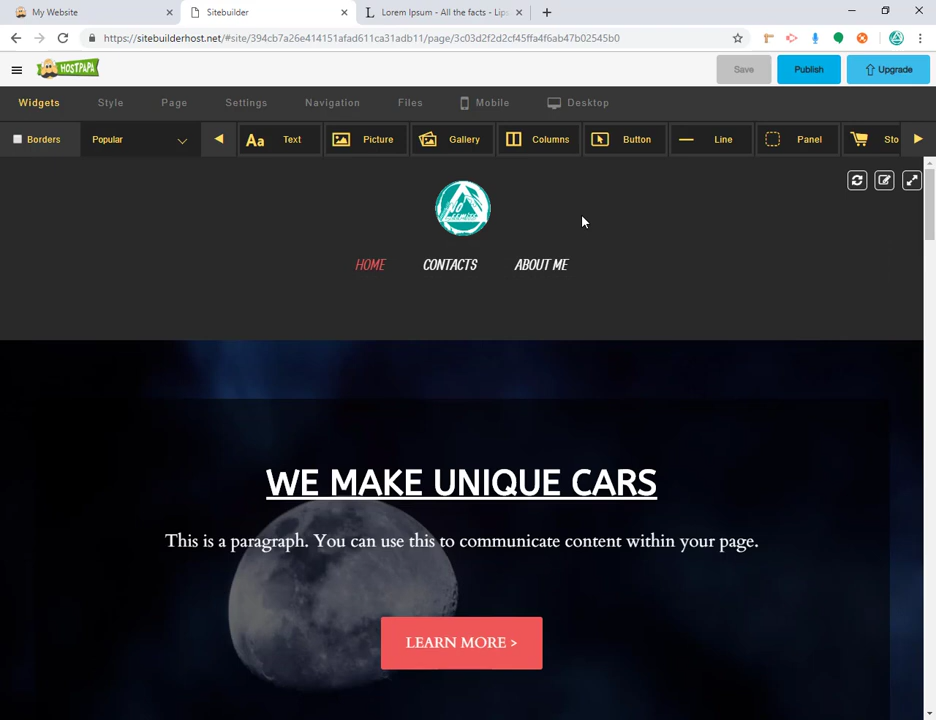 My Website
Sitebuilder
Lorem Ipsum - All the facts - Lips
https://sitebuilderhost.net/#site/394cb7a26e414151afad611ca31adb11/page/3c03d2f2d2cf45ffa4f6ab47b02545b0
HOSTPAPA
Save
Publish
Upgrade
Widgets
Style
Page
Settings
Navigation
Files
Mobile
Desktop
Borders
Popular
Aa Text
Picture
Gallery
Columns
Button
Line
Panel
Sto
HOME
CONTACTS
ABOUT ME
WE MAKE UNIQUE CARS
This is a paragraph. You can use this to communicate content within your page.
LEARN MORE >